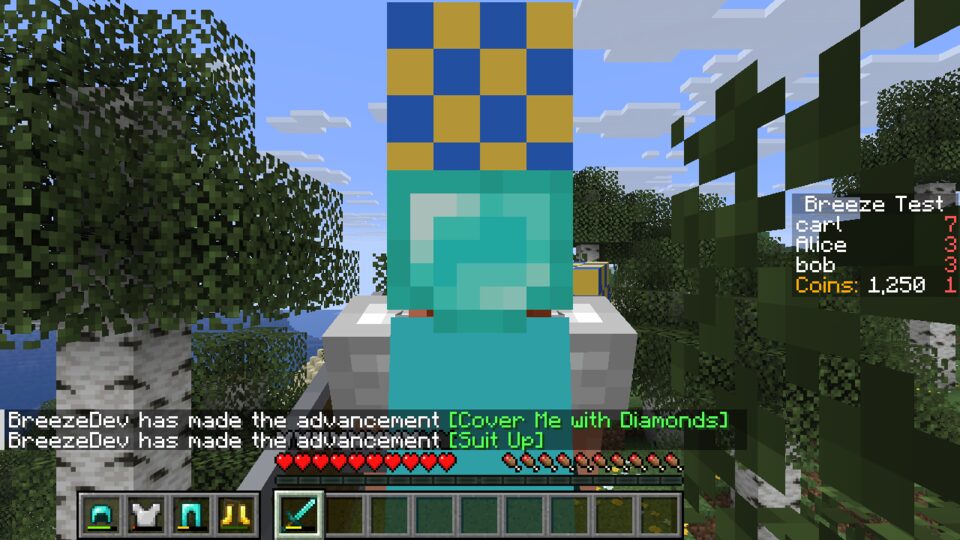 Breeze Test
carl 7
Alice 3
bob 3
Coins: 1,250 1
BreezeDev has made the advancement [Cover Me with Diamonds]
BreezeDev has made the advancement [Suit Up]